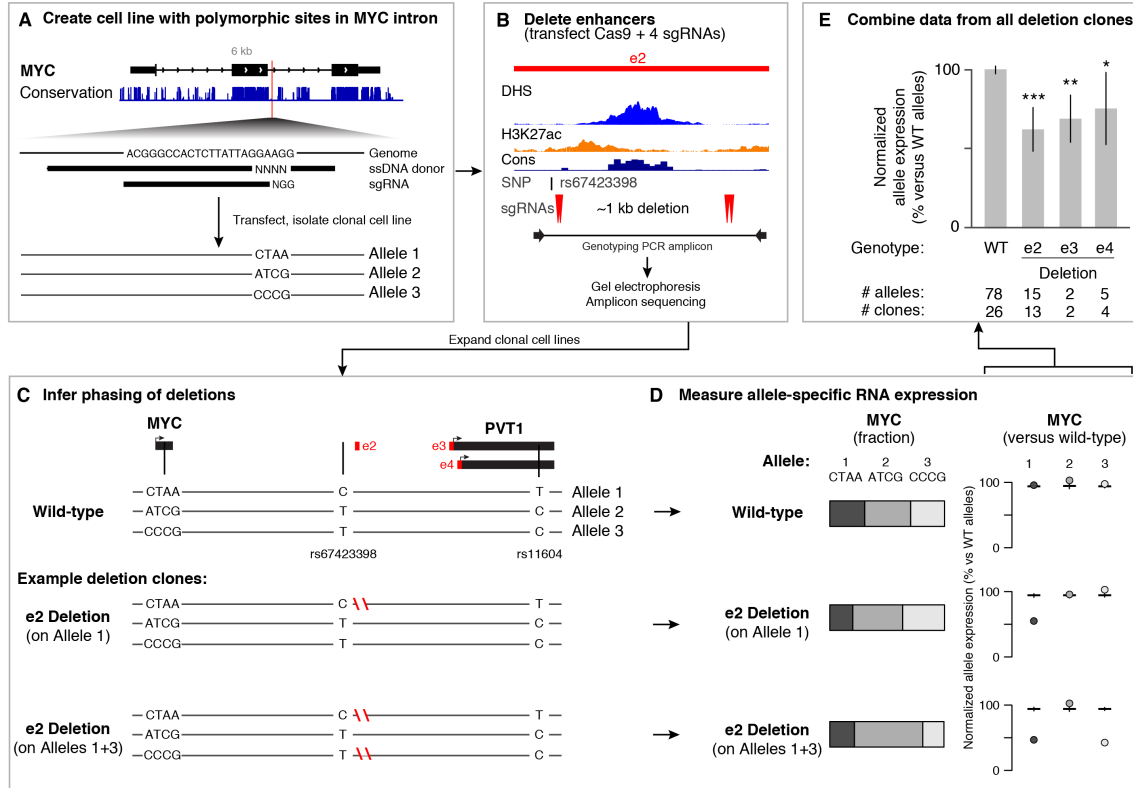 A Create cell line with polymorphic sites in MYC intron
6 kb
MYC
Conservation
ACGGGCCACTCTTATTAGGAAGG Genome
NNNN ssDNA donor
NGG sgRNA
Transfect, isolate clonal cell line
CTAA Allele 1
ATCG Allele 2
CCCG Allele 3
B Delete enhancers
(transfect Cas9 + 4 sgRNAs)
e2
DHS
H3K27ac
Cons
SNP rs67423398
sgRNAs ~1 kb deletion
Genotyping PCR amplicon
Gel electrophoresis
Amplicon sequencing
E Combine data from all deletion clones
Normalized
allele expression
(% versus WT alleles)
100
0
*** ** *
Genotype: WT e2 e3 e4
Deletion
# alleles: 78 15 2 5
# clones: 26 13 2 4
Expand clonal cell lines
C Infer phasing of deletions
MYC
PVT1
e2
e3
e4
Wild-type
CTAA C T Allele 1
ATCG T C Allele 2
CCCG T C Allele 3
rs67423398 rs11604
Example deletion clones:
e2 Deletion
(on Allele 1)
CTAA C T
ATCG T C
CCCG T C
e2 Deletion
(on Alleles 1+3)
CTAA C T
ATCG T C
CCCG T C
D Measure allele-specific RNA expression
MYC
(fraction)
Allele: 1 2 3
CTAA ATCG CCCG
Wild-type
e2 Deletion
(on Allele 1)
e2 Deletion
(on Alleles 1+3)
MYC
(versus wild-type)
1 2 3
Normalized allele expression (% vs WT alleles)
100
0
100
0
100
0